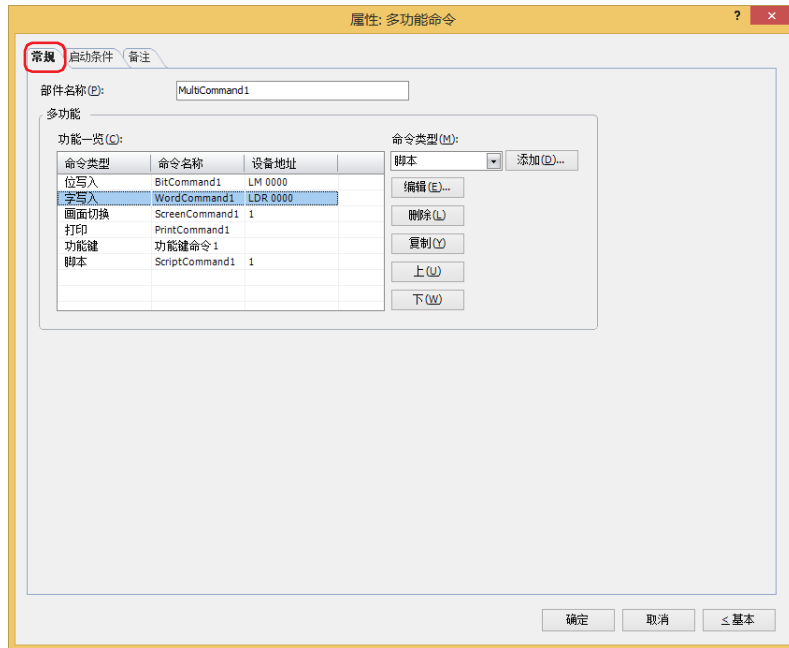 属性: 多功能命令
? ×
常规 启动条件 备注
部件名称(P): MultiCommand1
多功能
功能一览(C): 命令类型(M):
命令类型 命令名称 设备地址 脚本 添加(D)...
位写入 BitCommand1 LM 0000
字写入 WordCommand1 LDR 0000
画面切换 ScreenCommand1 1
打印 PrintCommand1
功能键 功能键命令1
脚本 ScriptCommand1 1
编辑(E)...
删除(L)
复制(Y)
上(U)
下(W)
确定 取消 ≤基本